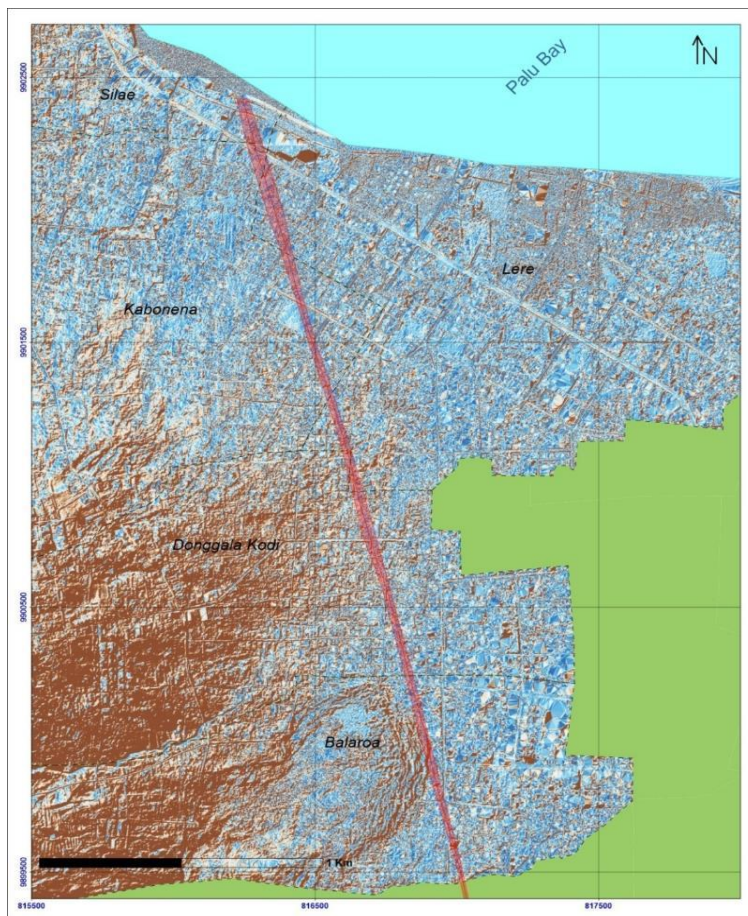 N
Palu Bay
9902500
Silae
Lere
Kabonena
9901500
Donggala Kodi
9900500
Balaroa
1 Km
9899500
815500
816500
817500